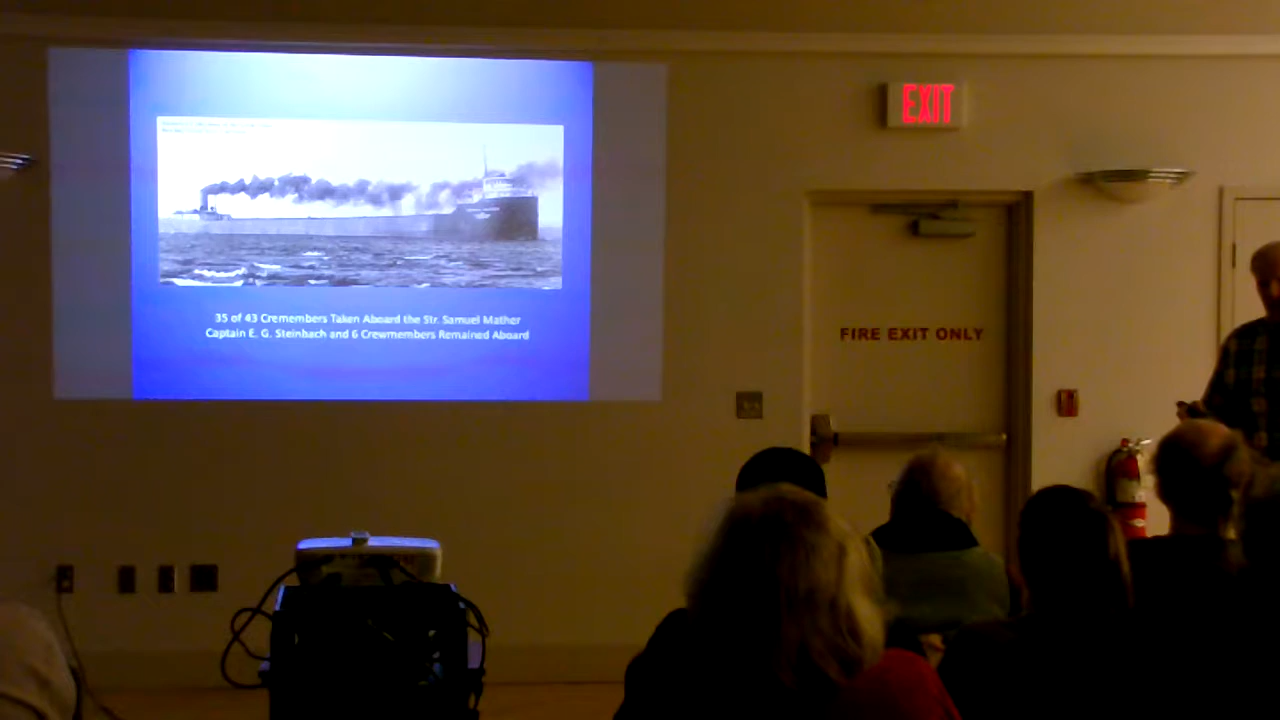 EXIT
35 of 43 Cremembers Taken Aboard the Str. Samuel Mather
Captain E. G. Steinbach and 6 Crewmembers Remained Aboard
FIRE EXIT ONLY